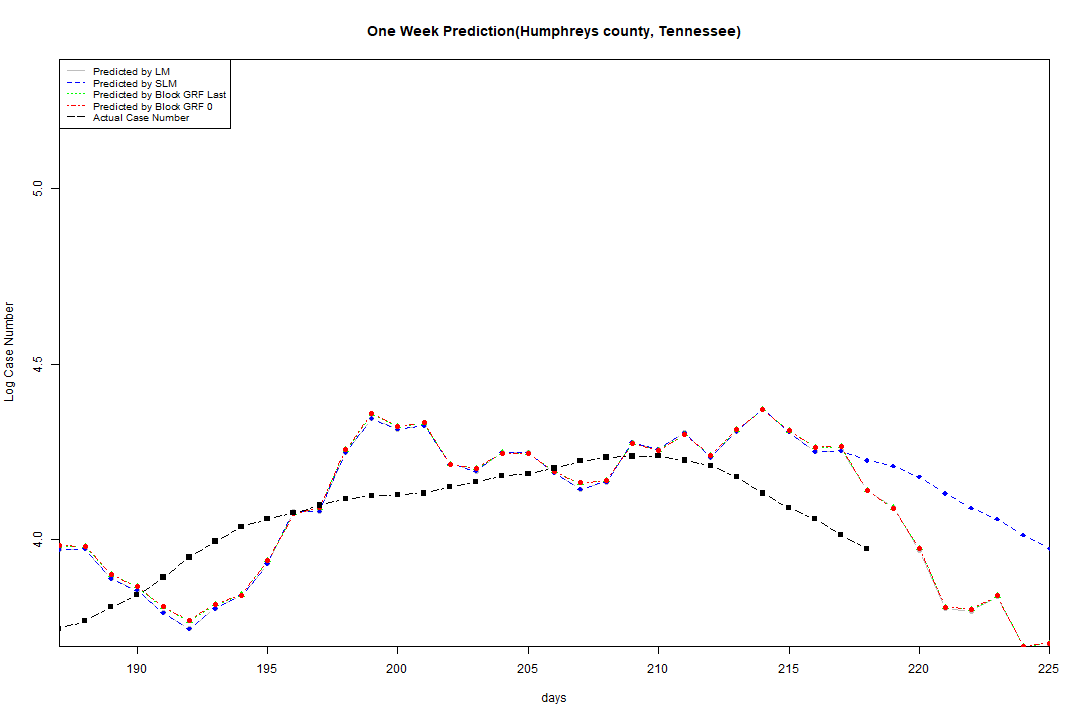 One Week Prediction(Humphreys county, Tennessee)
Predicted by LM
Predicted by SLM
Predicted by Block GRF Last
Predicted by Block GRF 0
Actual Case Number
5.0
4.5
4.0
Log Case Number
190 195 200 205 210 215 220 225
days